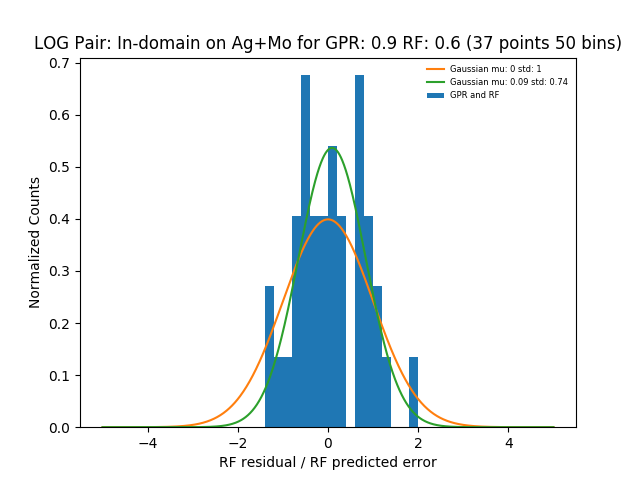 LOG Pair: In-domain on Ag+Mo for GPR: 0.9 RF: 0.6 (37 points 50 bins)
Gaussian mu: 0 std: 1
Gaussian mu: 0.09 std: 0.74
GPR and RF
Normalized Counts
0.7
0.6
0.5
0.4
0.3
0.2
0.1
0.0
−4 −2 0 2 4
RF residual / RF predicted error